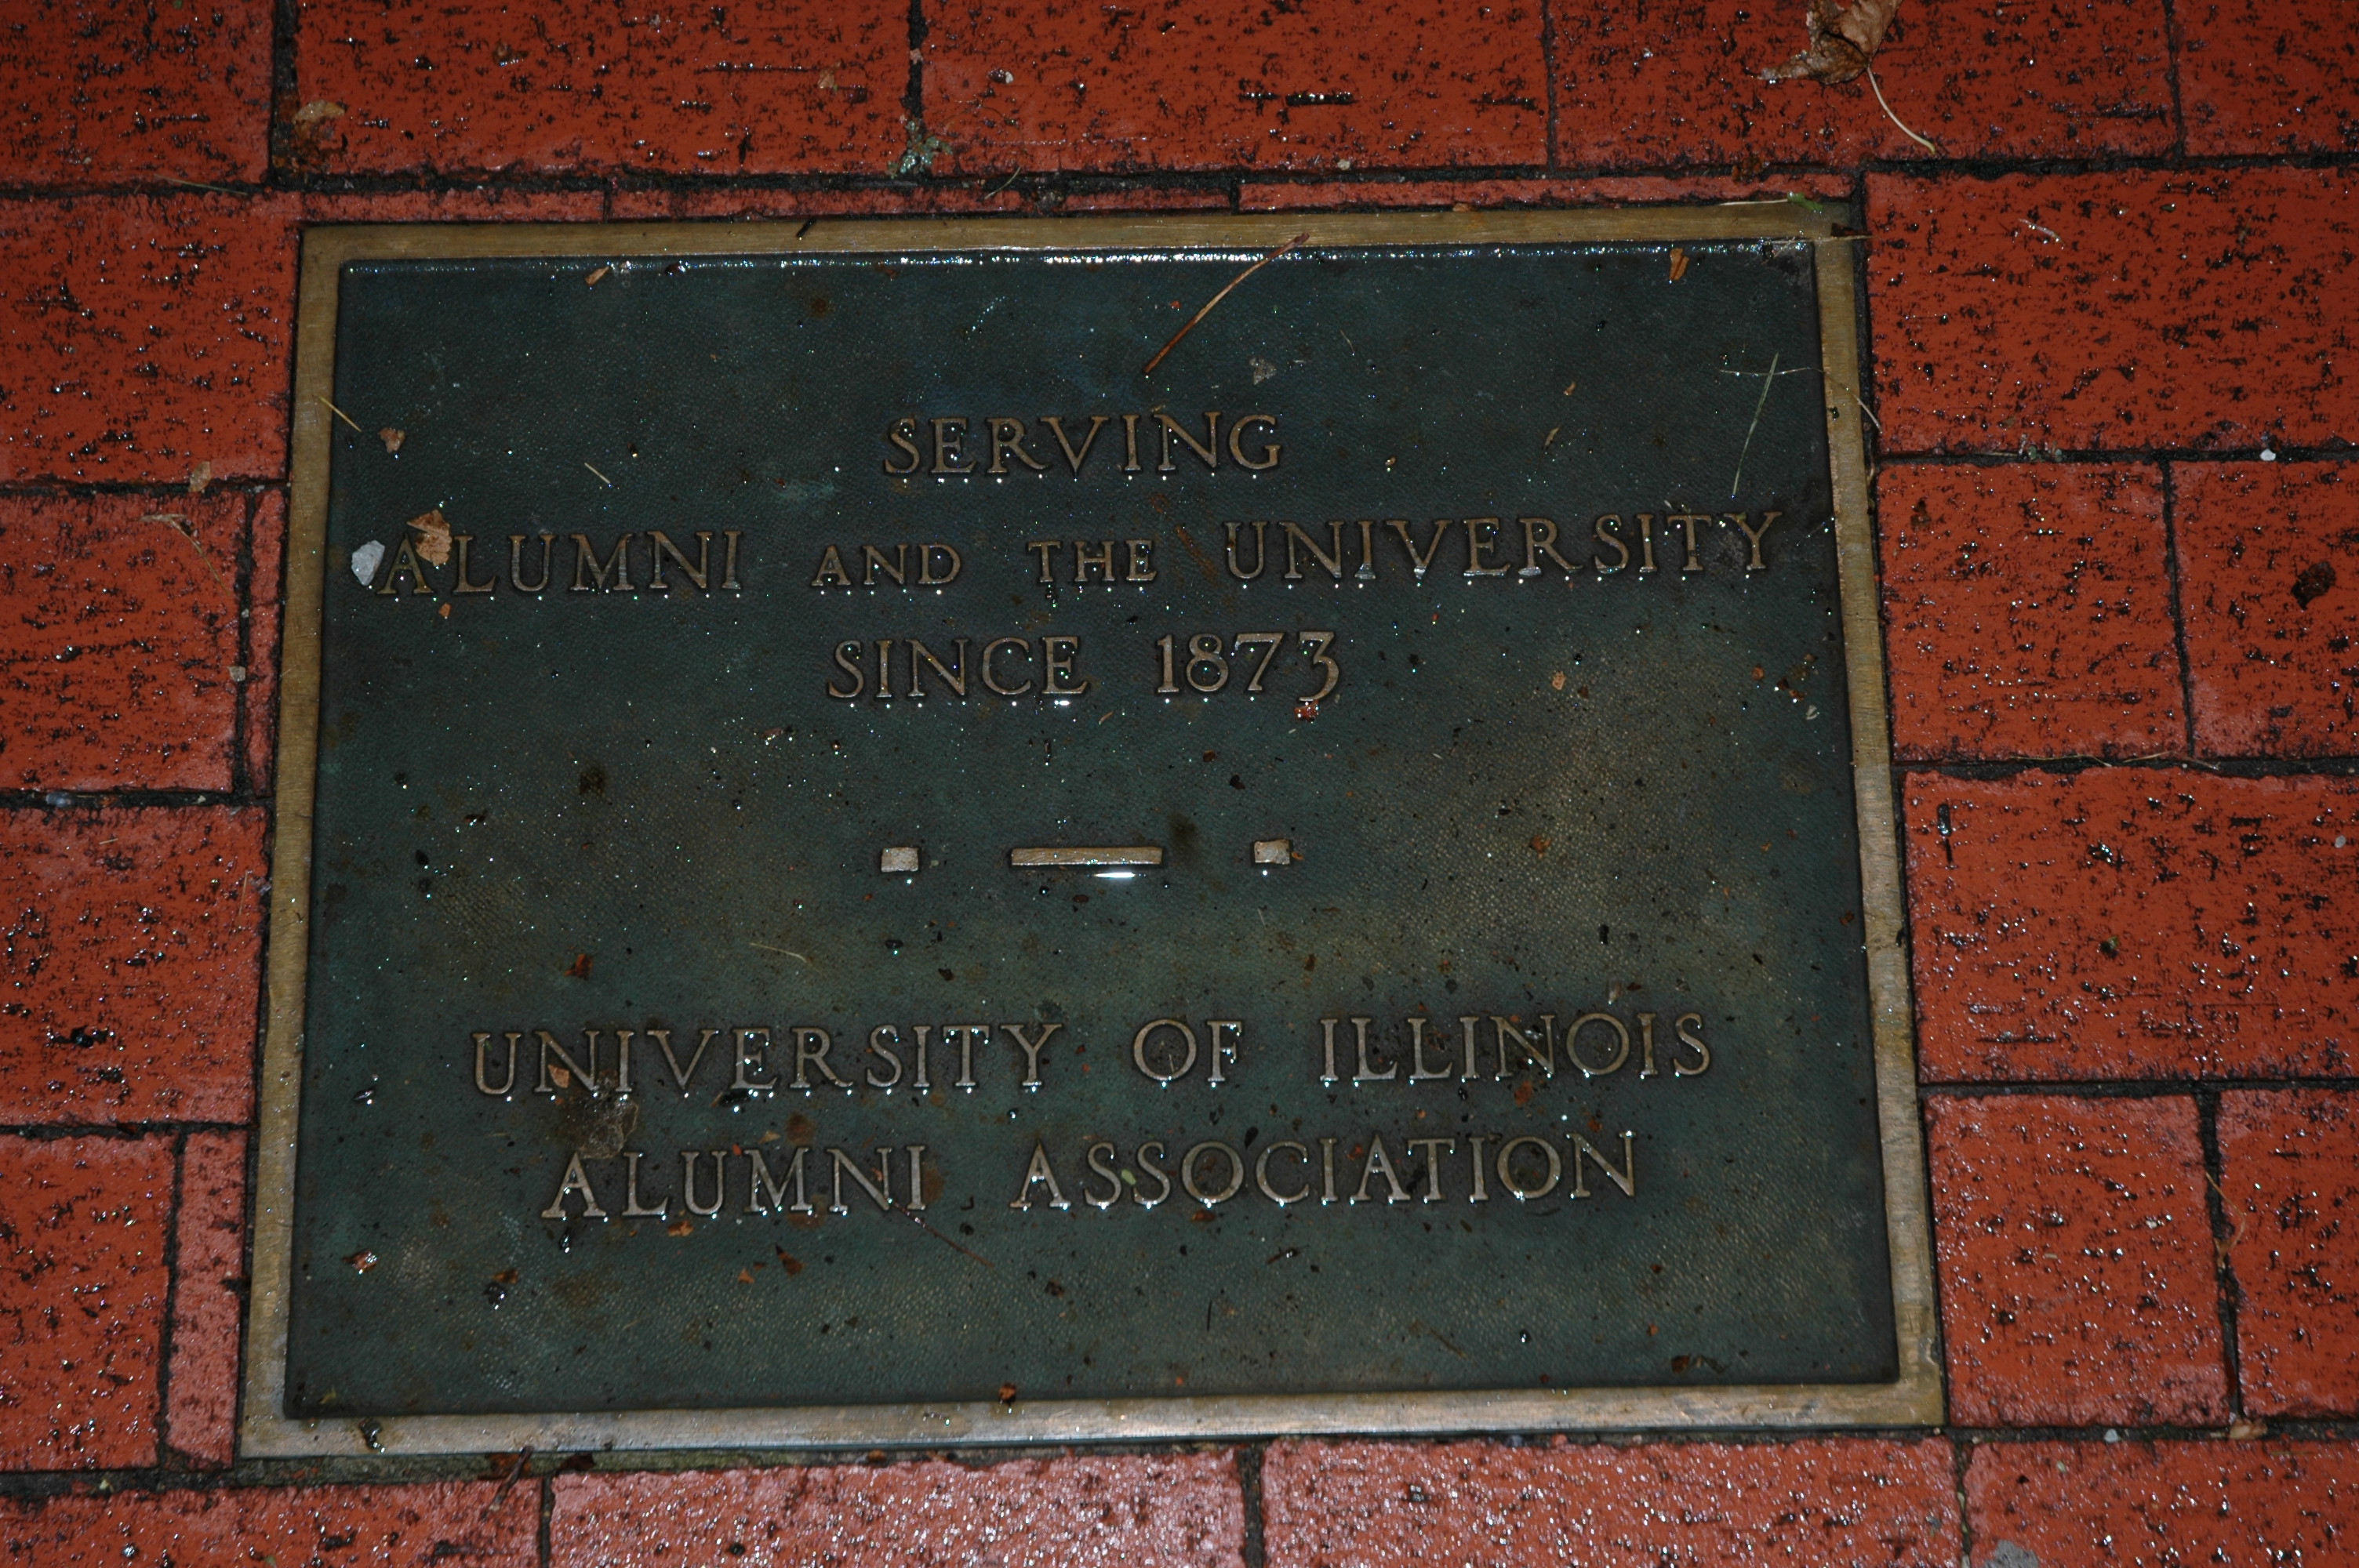 SERVING
ALUMNI AND THE UNIVERSITY
SINCE 1873
UNIVERSITY OF ILLINOIS
ALUMNI ASSOCIATION